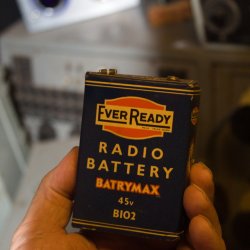 EVER READY
RADIO
BATTERY
BATRYMAX
45v
B102